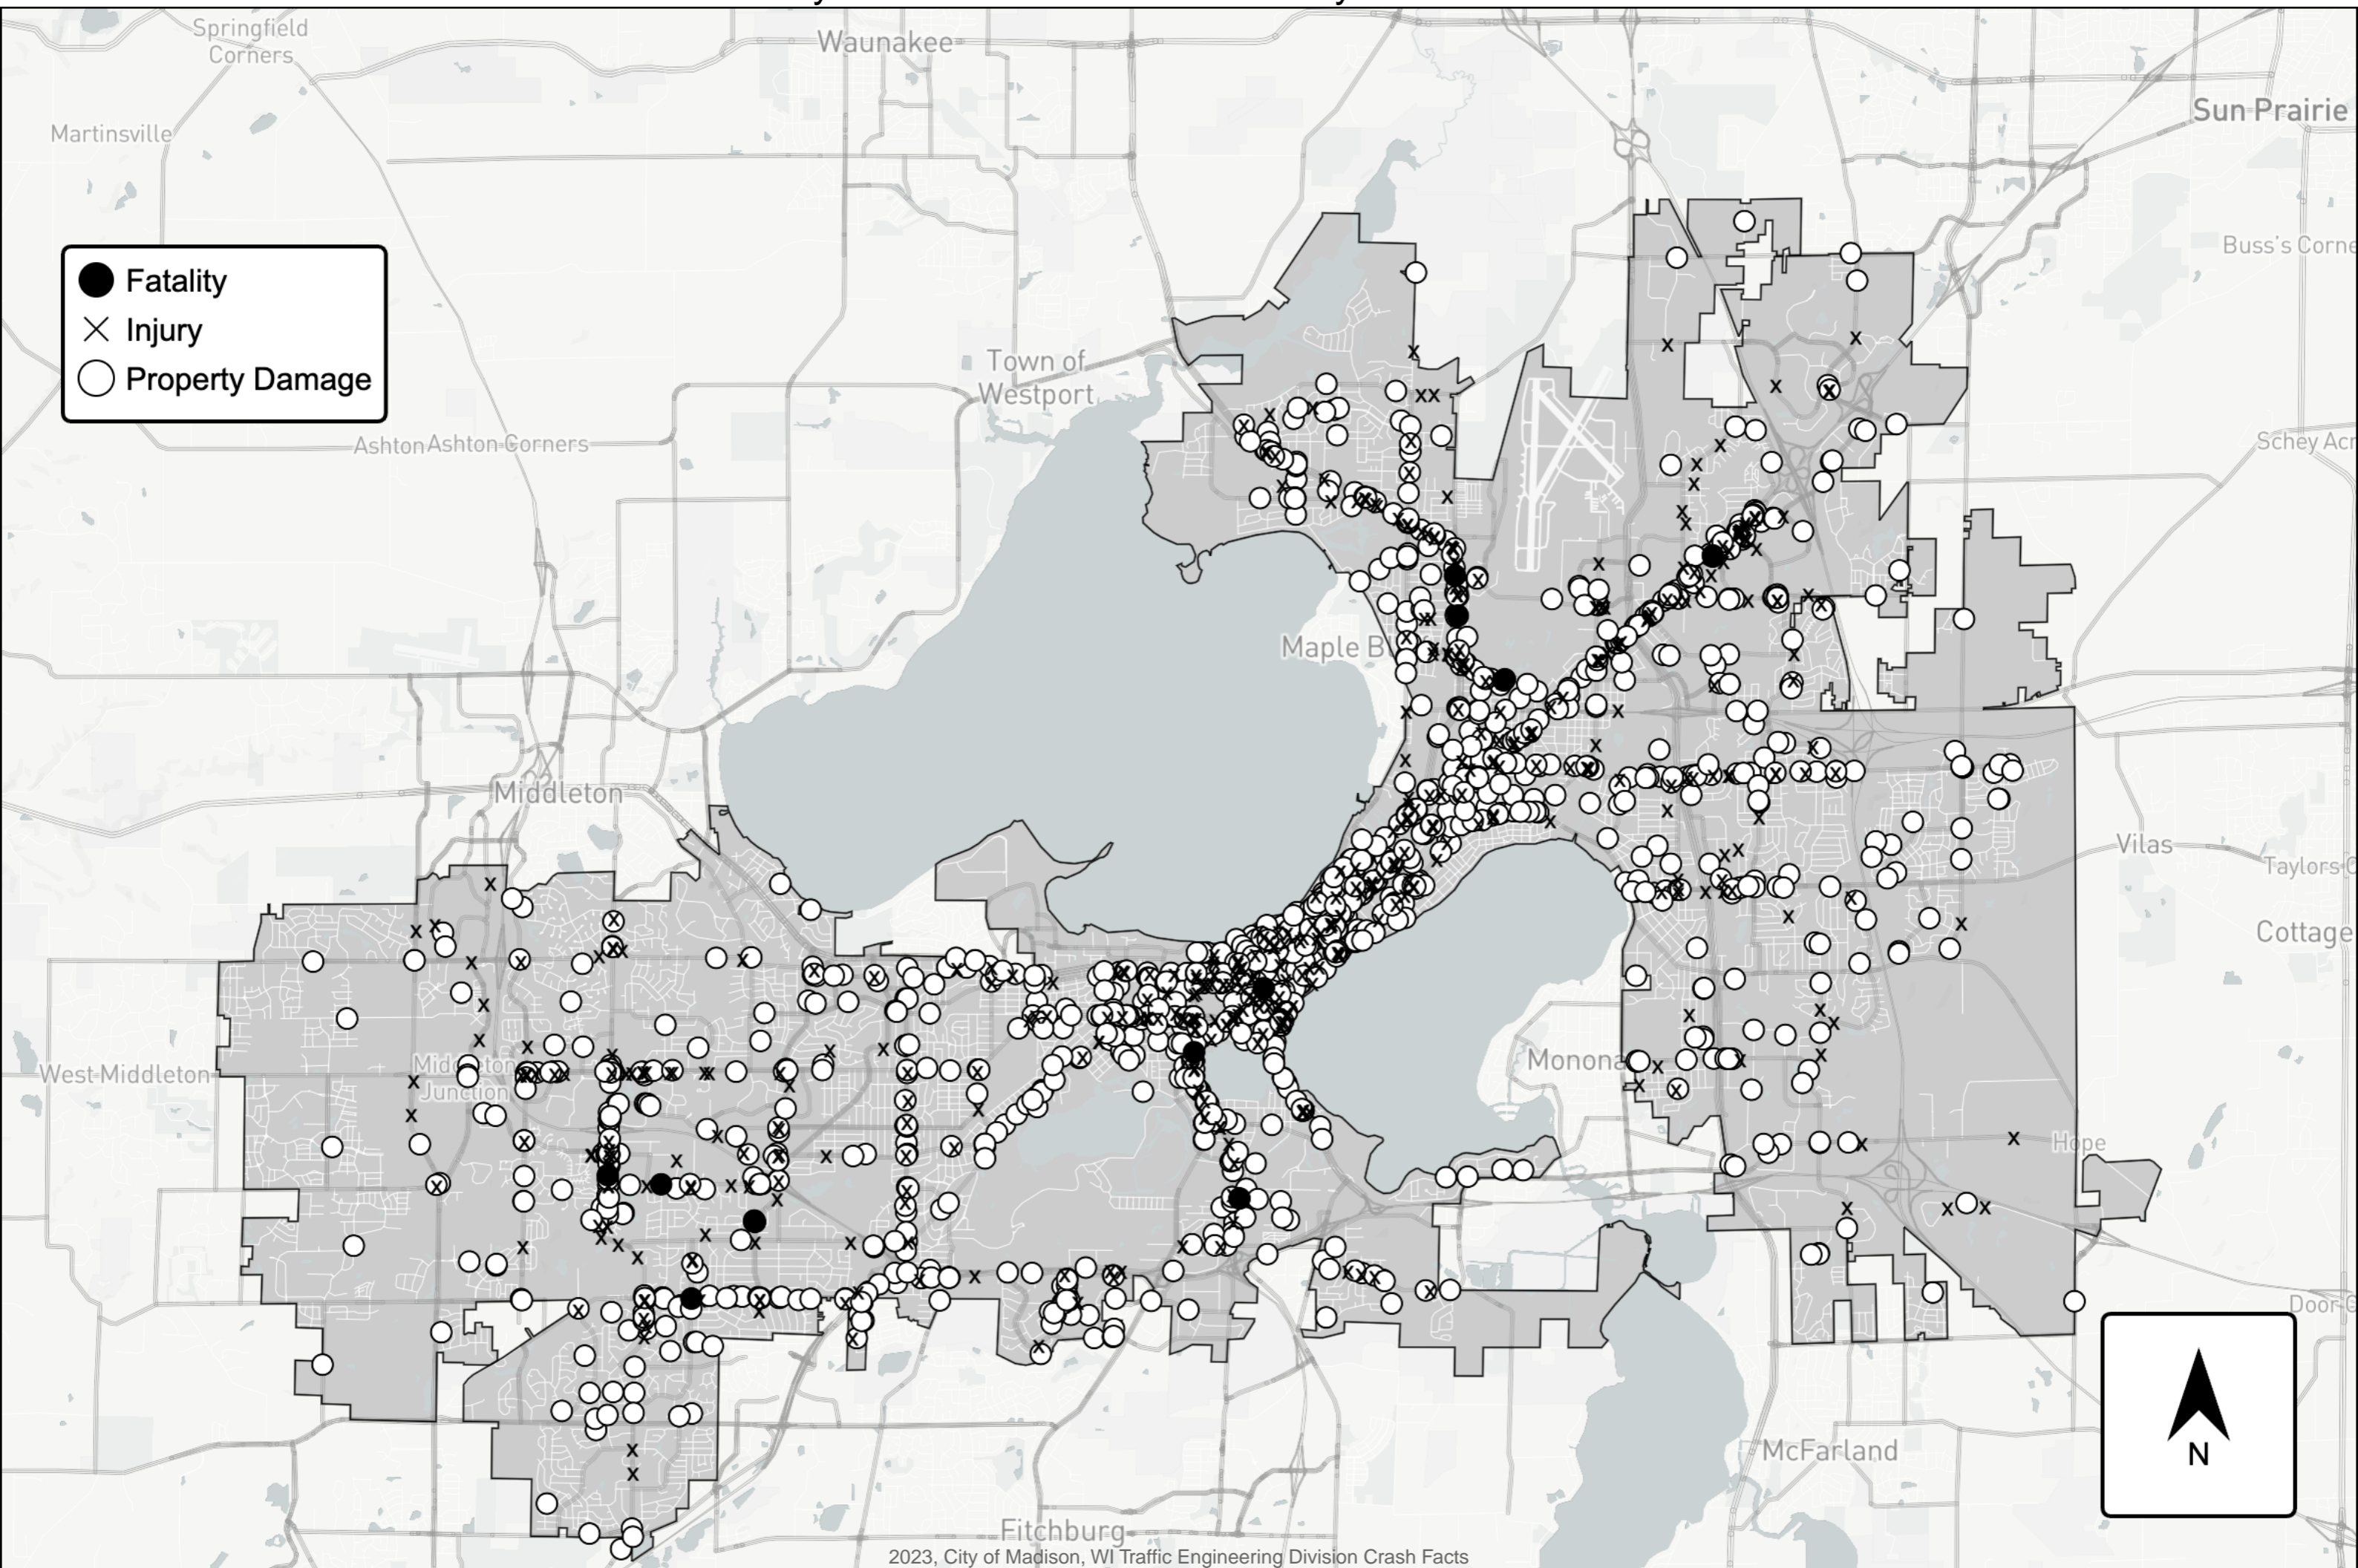 Springfield
Corners
Waunakee
Sun Prairie
Martinsville
Buss's Corne
Fatality
Injury
Property Damage
Town of
Westport
Ashton
Ashton Corners
Schey Acr
Maple B
Middleton
Vilas
Taylors C
Cottage
West Middleton
Middleton
Junction
Monona
Hope
Door C
N
McFarland
Fitchburg
2023, City of Madison, WI Traffic Engineering Division Crash Facts